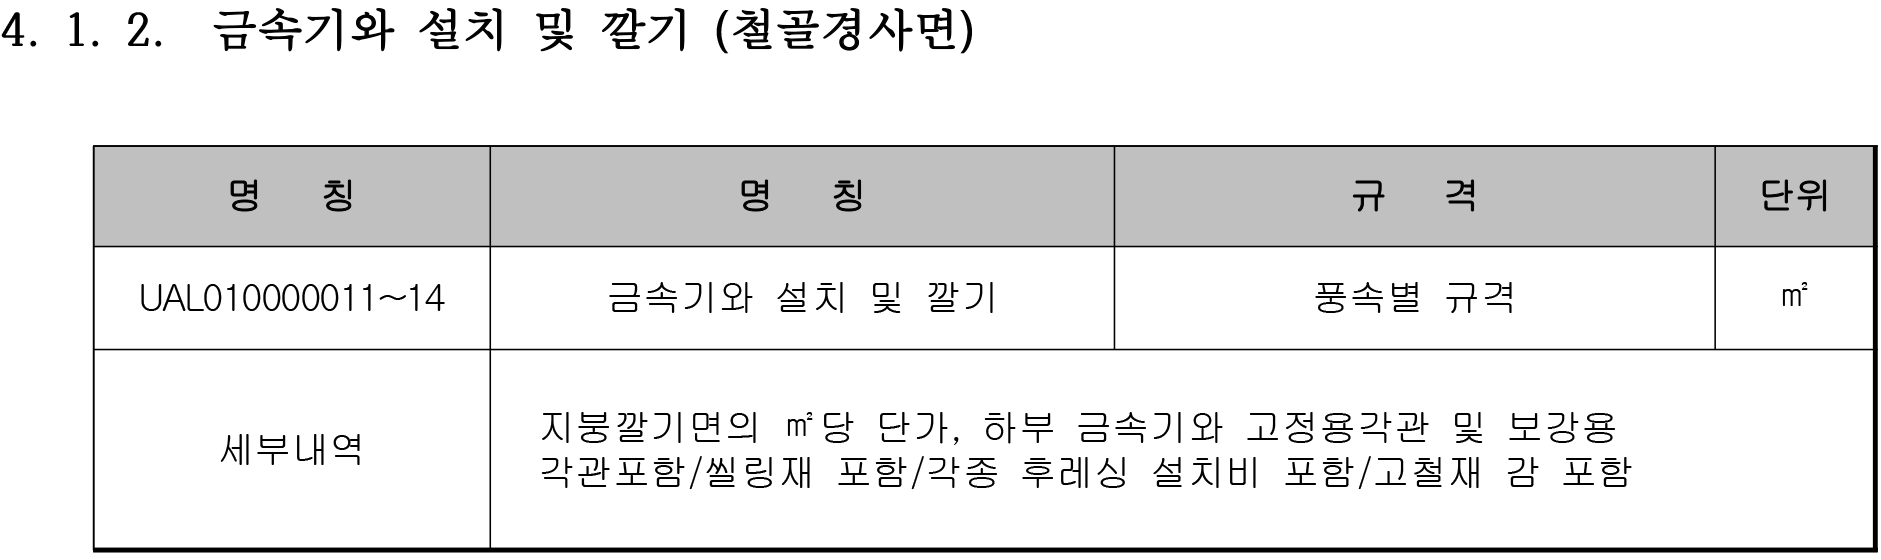 4. 1. 2. 금속기와 설치 및 깔기 (철골경사면)
명 칭 명 칭 규 격 단위
UAL010000011~14 금속기와 설치 및 깔기 풍속별 규격 ㎡
세부내역
지붕깔기면의 ㎡당 단가, 하부 금속기와 고정용각관 및 보강용
각관포함/씰링재 포함/각종 후레싱 설치비 포함/고철재 감 포함